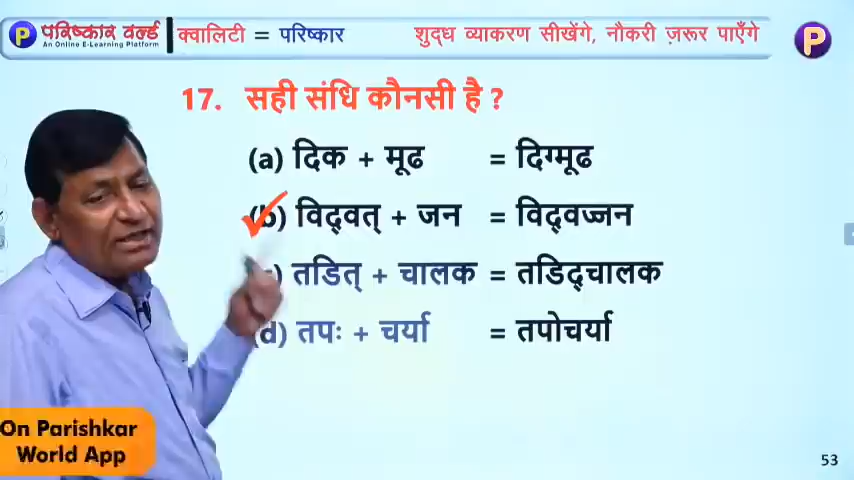 परिष्कार वर्ल्ड
An Online E-Learning Platform
क्वालिटी = परिष्कार
शुद्ध व्याकरण सीखेंगे, नौकरी ज़रूर पाएँगे
17. सही संधि कौनसी है ?
(a) दिक + मूढ = दिग्मूढ
(b) विद्वत् + जन = विद्वज्जन
तडित् + चालक = तडिद्चालक
(d) तपः + चर्या = तपोचर्या
On Parishkar
World App
53